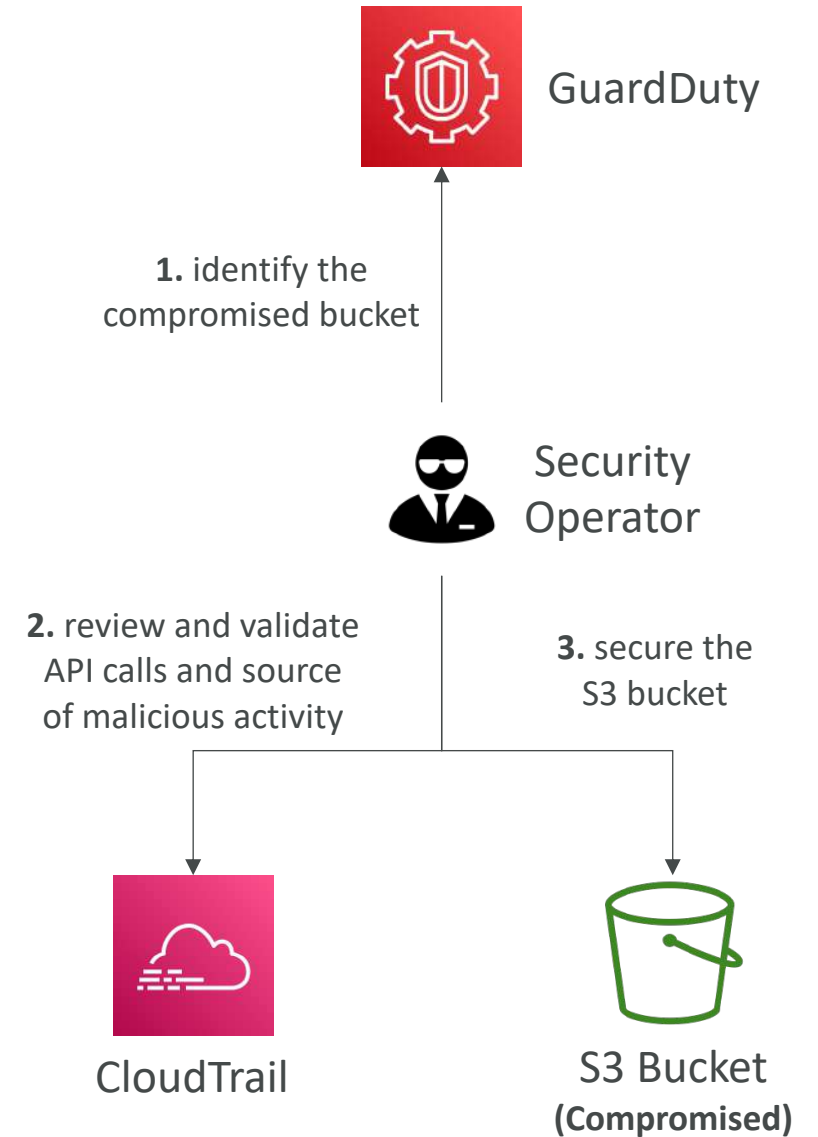 GuardDuty
1. identify the
compromised bucket
Security
Operator
2. review and validate
API calls and source
of malicious activity
3. secure the
S3 bucket
CloudTrail
S3 Bucket
(Compromised)